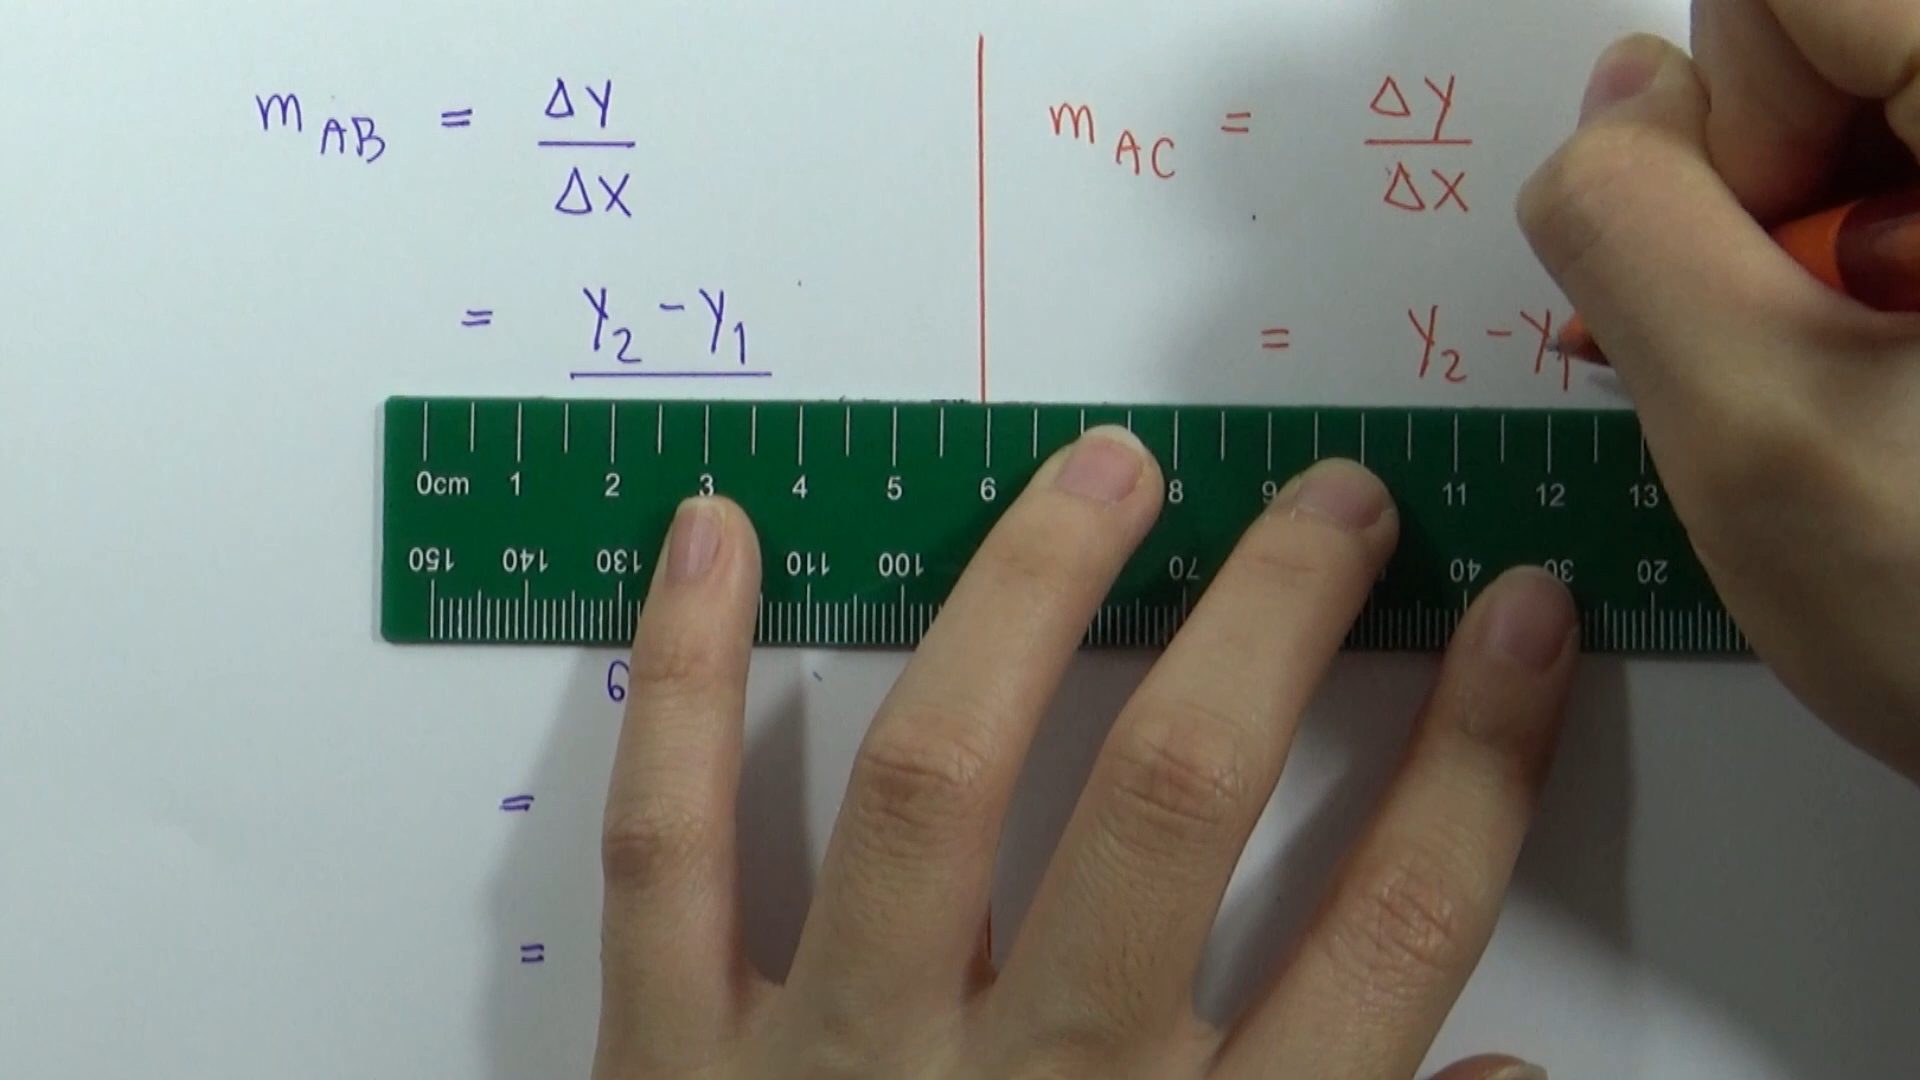 m AB = ΔY
ΔX
= Y2 - Y1
m AC = Δy
ΔX
= Y2 - Y1
0cm 1 2 3 4 5 6 8 9 11 12 13
150 140 130 110 100 70 40 30 20
6
=
=